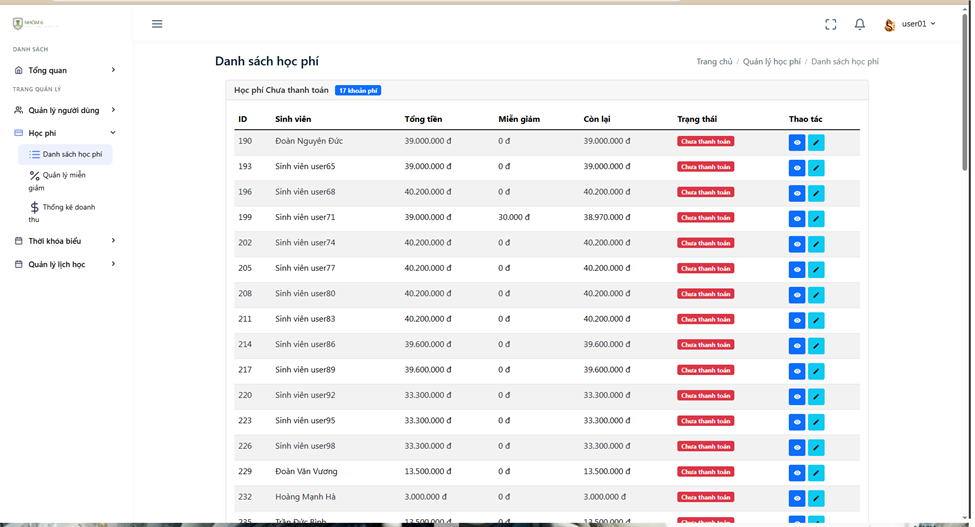 NHÓM 6
user01
DANH SÁCH
Tổng quan
TRANG QUẢN LÝ
Quản lý người dùng
Học phí
Danh sách học phí
Quản lý miễn
giảm
Thống kê doanh
thu
Thời khóa biểu
Quản lý lịch học
Danh sách học phí
Trang chủ / Quản lý học phí / Danh sách học phí
Học phí Chưa thanh toán 17 khoản phí
ID Sinh viên Tổng tiền Miễn giảm Còn lại Trạng thái Thao tác
190 Đoàn Nguyên Đức 39.000.000 đ 0 đ 39.000.000 đ Chưa thanh toán
193 Sinh viên user65 39.000.000 đ 0 đ 39.000.000 đ Chưa thanh toán
196 Sinh viên user68 40.200.000 đ 0 đ 40.200.000 đ Chưa thanh toán
199 Sinh viên user71 39.000.000 đ 30.000 đ 38.970.000 đ Chưa thanh toán
202 Sinh viên user74 40.200.000 đ 0 đ 40.200.000 đ Chưa thanh toán
205 Sinh viên user77 40.200.000 đ 0 đ 40.200.000 đ Chưa thanh toán
208 Sinh viên user80 40.200.000 đ 0 đ 40.200.000 đ Chưa thanh toán
211 Sinh viên user83 40.200.000 đ 0 đ 40.200.000 đ Chưa thanh toán
214 Sinh viên user86 39.600.000 đ 0 đ 39.600.000 đ Chưa thanh toán
217 Sinh viên user89 39.600.000 đ 0 đ 39.600.000 đ Chưa thanh toán
220 Sinh viên user92 33.300.000 đ 0 đ 33.300.000 đ Chưa thanh toán
223 Sinh viên user95 33.300.000 đ 0 đ 33.300.000 đ Chưa thanh toán
226 Sinh viên user98 33.300.000 đ 0 đ 33.300.000 đ Chưa thanh toán
229 Đoàn Văn Vương 13.500.000 đ 0 đ 13.500.000 đ Chưa thanh toán
232 Hoàng Mạnh Hà 3.000.000 đ 0 đ 3.000.000 đ Chưa thanh toán
235 Trần Đức Bình 13.500.000 đ 0 đ 13.500.000 đ Chưa thanh toán